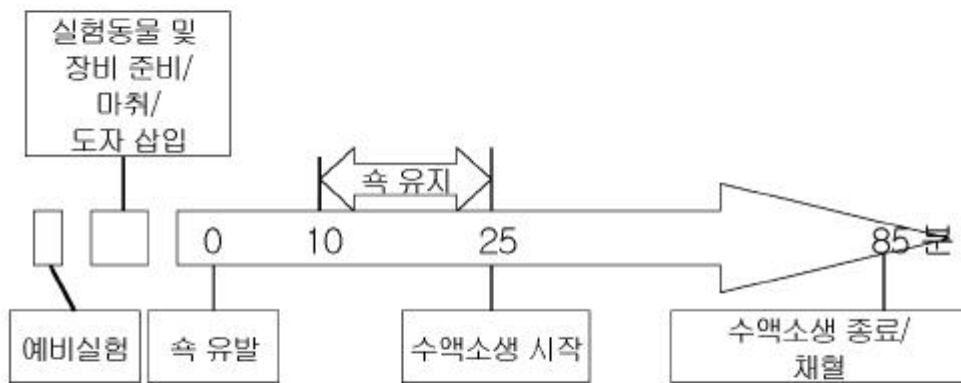 실험동물 및
장비 준비/
마취/
도자 삽입
쇽 유지
0 10 25 85 분
예비실험
쇽 유발
수액소생 시작
수액소생 종료/
채혈